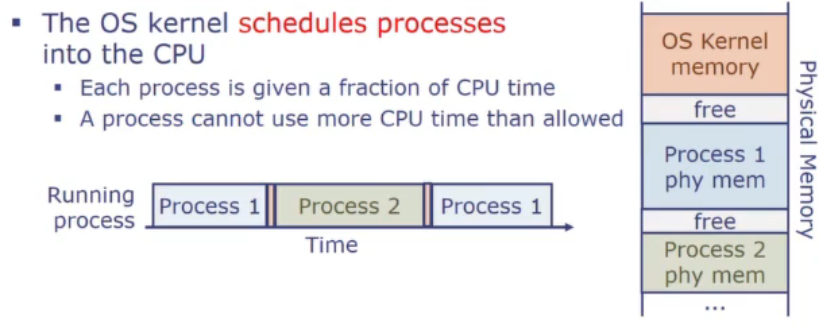 ▪ The OS kernel schedules processes
into the CPU
▪ Each process is given a fraction of CPU time
▪ A process cannot use more CPU time than allowed
Running
process
Process 1
Process 2
Process 1
Time
OS Kernel
memory
free
Process 1
phy mem
free
Process 2
phy mem
...
Physical Memory